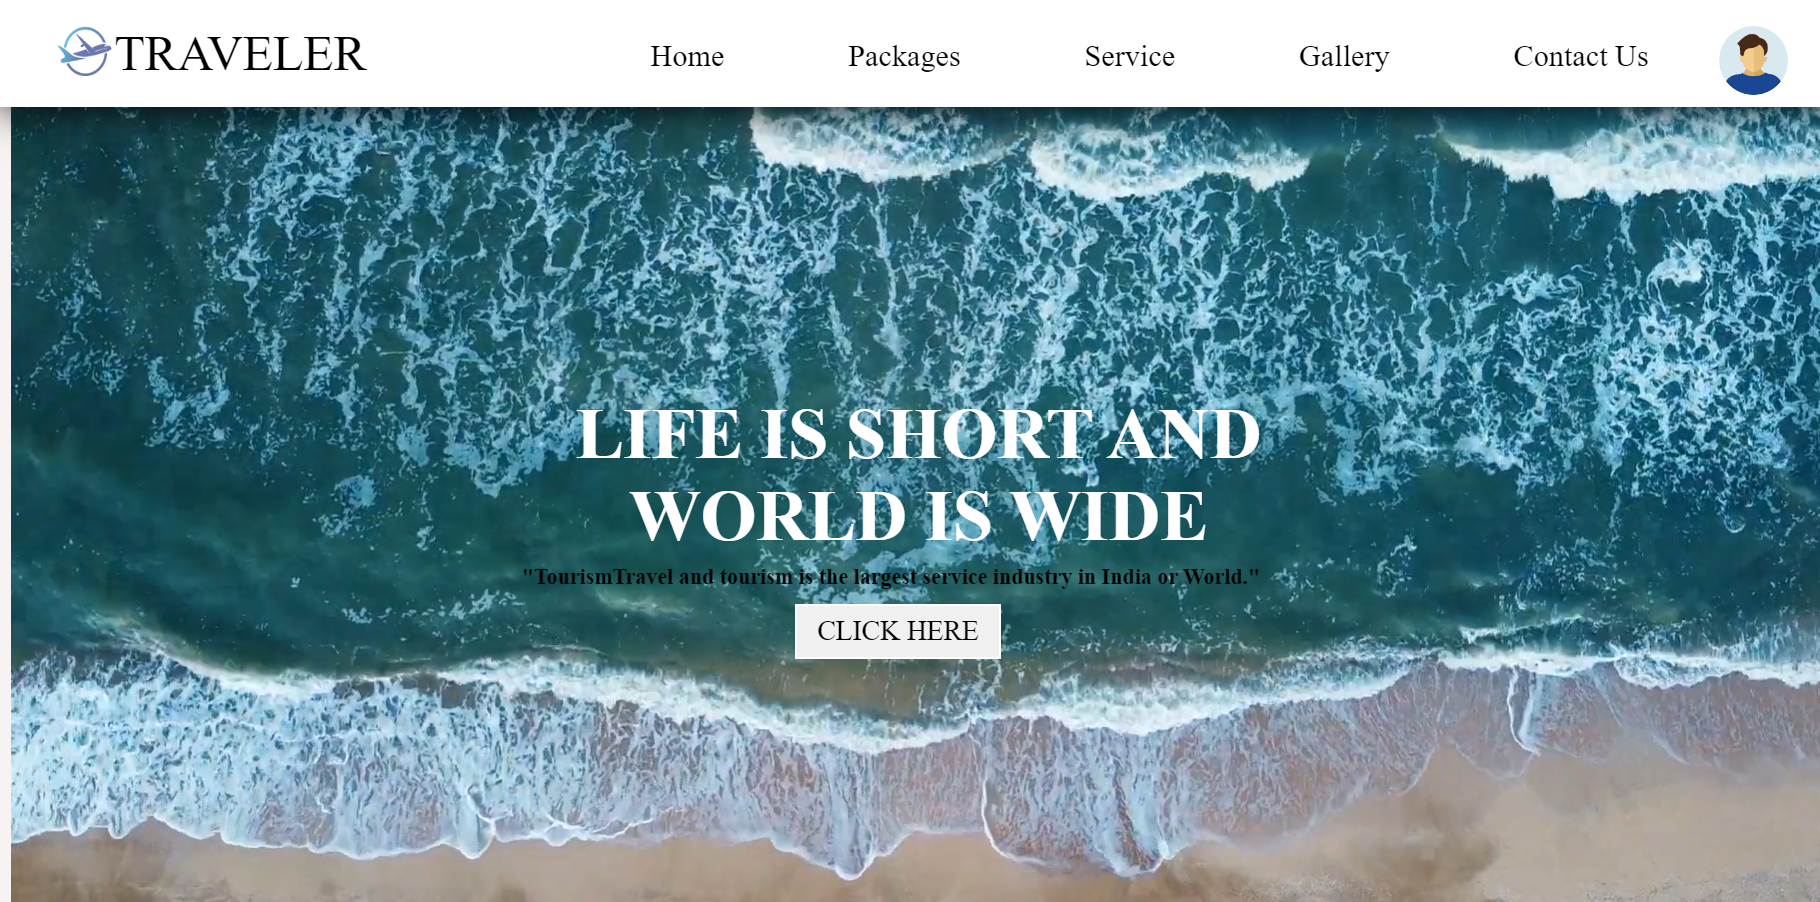 TRAVELER
Home
Packages
Service
Gallery
Contact Us
LIFE IS SHORT AND
WORLD IS WIDE
"TourismTravel and tourism is the largest service industry in India or World."
CLICK HERE